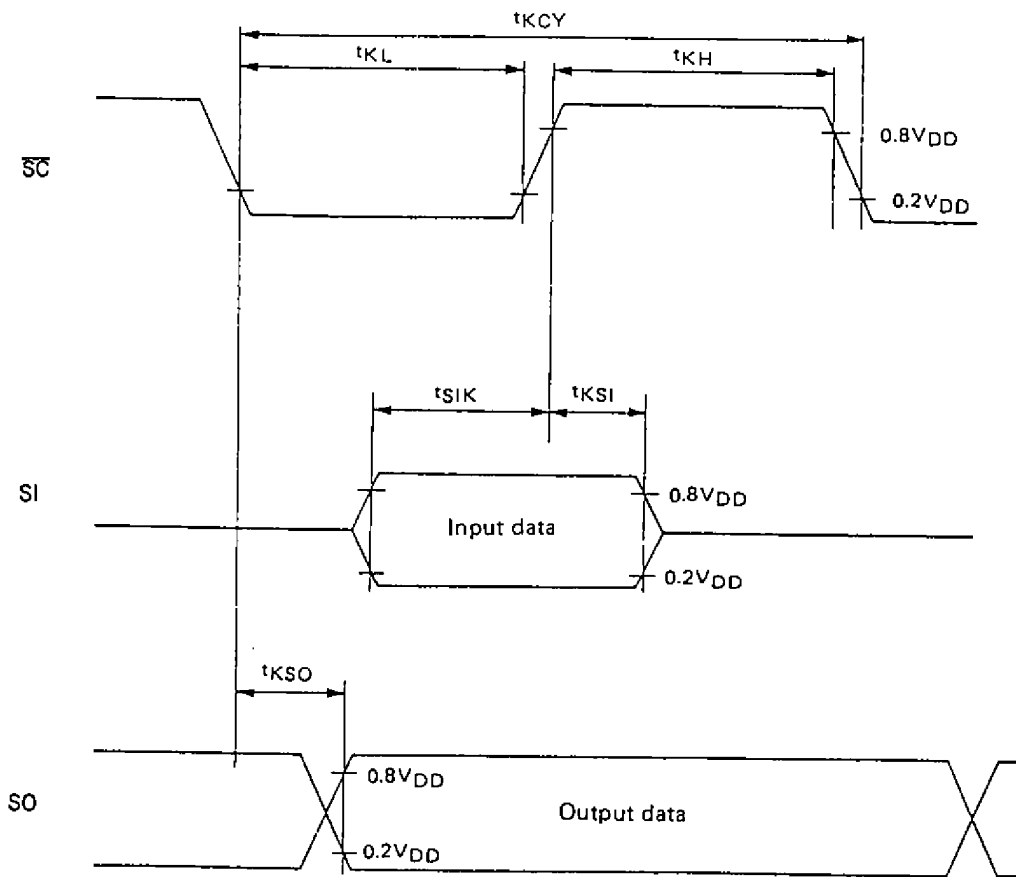 tKCY
tKL
tKH
SC
0.8VDD
0.2VDD
tSIK
tKSI
SI
0.8VDD
Input data
0.2VDD
tKSO
SO
0.8VDD
Output data
0.2VDD